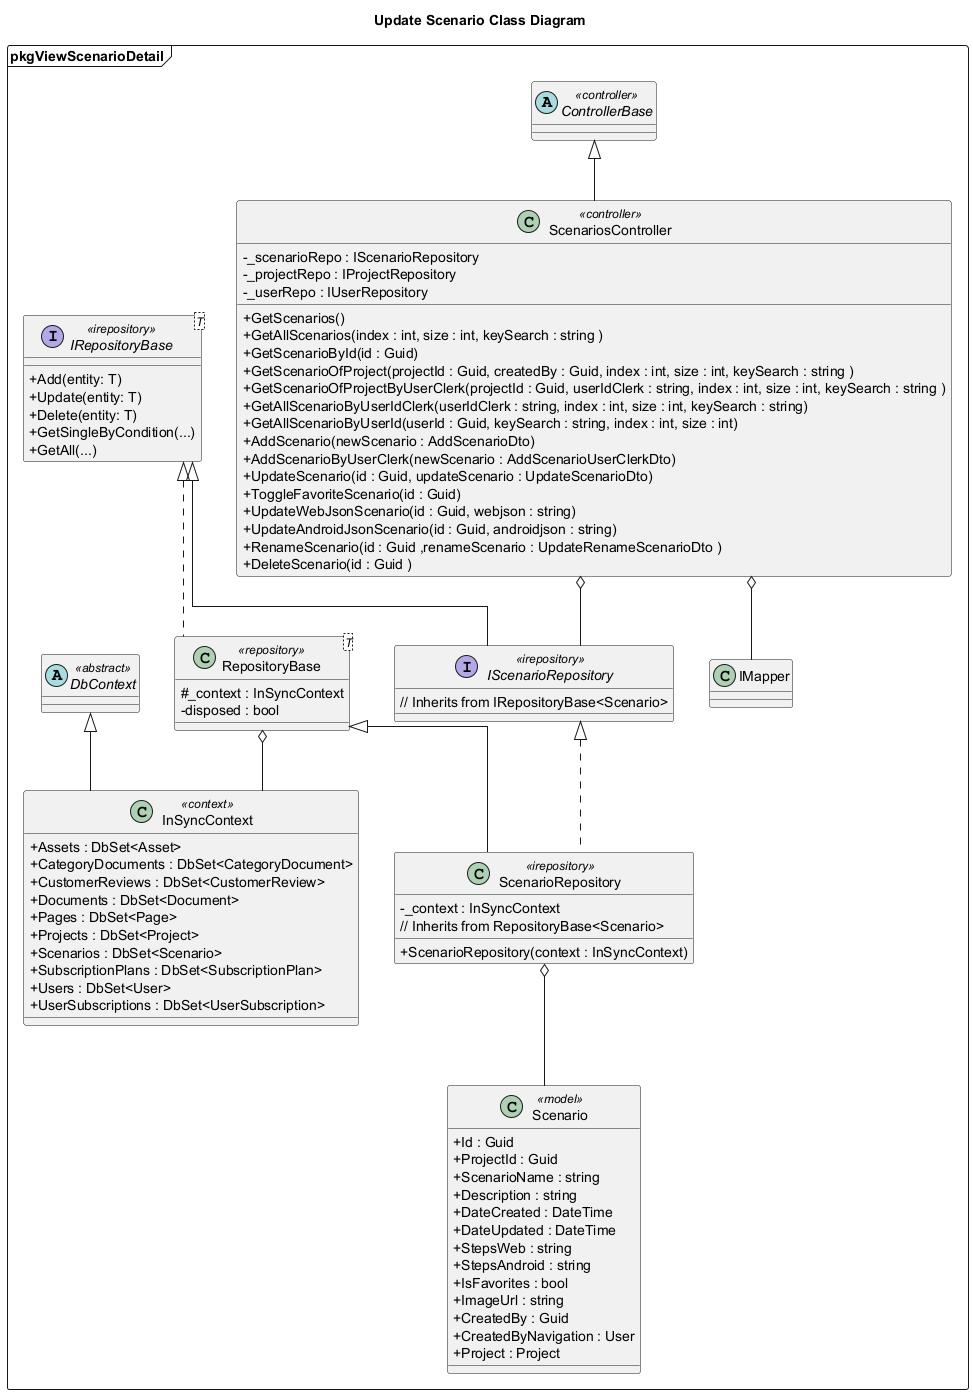 Update Scenario Class Diagram
pkgViewScenarioDetail
A
«controller»
ControllerBase
C
«controller»
ScenariosController
-_scenarioRepo : IScenarioRepository
-_projectRepo : IProjectRepository
-_userRepo : IUserRepository
+GetScenarios()
+GetAllScenarios(index : int, size : int, keySearch : string )
+GetScenarioById(id : Guid)
+GetScenarioOfProject(projectId : Guid, createdBy : Guid, index : int, size : int, keySearch : string )
+GetScenarioOfProjectByUserClerk(projectId : Guid, userIdClerk : string, index : int, size : int, keySearch : string )
+GetAllScenarioByUserIdClerk(userIdClerk : string, index : int, size : int, keySearch : string)
+GetAllScenarioByUserId(userId : Guid, keySearch : string, index : int, size : int)
+AddScenario(newScenario : AddScenarioDto)
+AddScenarioByUserClerk(newScenario : AddScenarioUserClerkDto)
+UpdateScenario(id : Guid, updateScenario : UpdateScenarioDto)
+ToggleFavoriteScenario(id : Guid)
+UpdateWebJsonScenario(id : Guid, webjson : string)
+UpdateAndroidJsonScenario(id : Guid, androidjson : string)
+RenameScenario(id : Guid ,renameScenario : UpdateRenameScenarioDto )
+DeleteScenario(id : Guid )
T
I
«irepository»
IRepositoryBase
+Add(entity: T)
+Update(entity: T)
+Delete(entity: T)
+GetSingleByCondition(...)
+GetAll(...)
A
«abstract»
DbContext
T
C
«repository»
RepositoryBase
#_context : InSyncContext
-disposed : bool
I
«irepository»
IScenarioRepository
// Inherits from IRepositoryBase<Scenario>
C
IMapper
C
«context»
InSyncContext
+Assets : DbSet<Asset>
+CategoryDocuments : DbSet<CategoryDocument>
+CustomerReviews : DbSet<CustomerReview>
+Documents : DbSet<Document>
+Pages : DbSet<Page>
+Projects : DbSet<Project>
+Scenarios : DbSet<Scenario>
+SubscriptionPlans : DbSet<SubscriptionPlan>
+Users : DbSet<User>
+UserSubscriptions : DbSet<UserSubscription>
C
«irepository»
ScenarioRepository
-_context : InSyncContext
// Inherits from RepositoryBase<Scenario>
+ScenarioRepository(context : InSyncContext)
C
«model»
Scenario
+Id : Guid
+ProjectId : Guid
+ScenarioName : string
+Description : string
+DateCreated : DateTime
+DateUpdated : DateTime
+StepsWeb : string
+StepsAndroid : string
+IsFavorites : bool
+ImageUrl : string
+CreatedBy : Guid
+CreatedByNavigation : User
+Project : Project